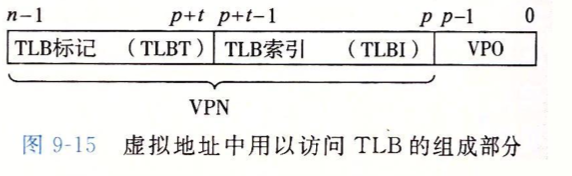 n-1 p+t p+t-1 p p-1 0
TLB标记 (TLBT) TLB索引 (TLBI) VPO
VPN
图 9-15 虚拟地址中用以访问 TLB 的组成部分